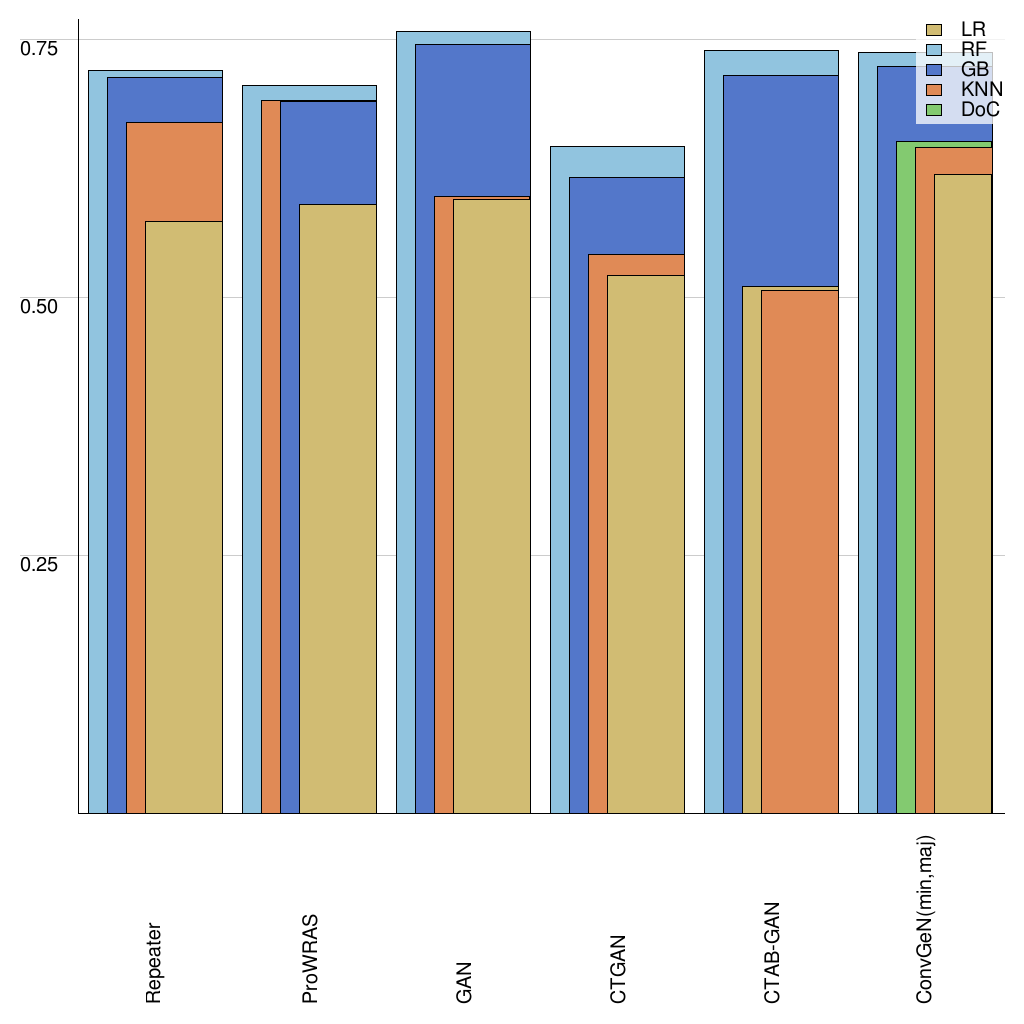 0.75
0.50
0.25
LR
RF
GB
KNN
DoC
Repeater
ProWRAS
GAN
CTGAN
CTAB-GAN
ConvGeN(min,maj)